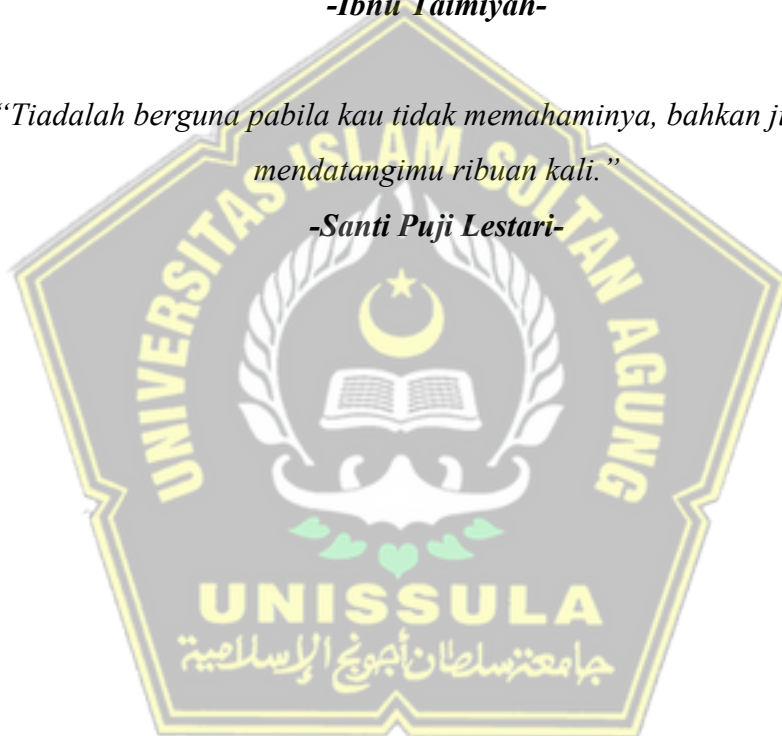 -Ibnu Taimiyah-
“Tiadalah berguna pabila kau tidak memahaminya, bahkan
mendatangimu ribuan kali.”
-Santi Puji Lestari-
UNIVERSITAS ISLAM SULTAN AGUNG
UNISSULA
جامعة سلطان أجونج الإسلامية